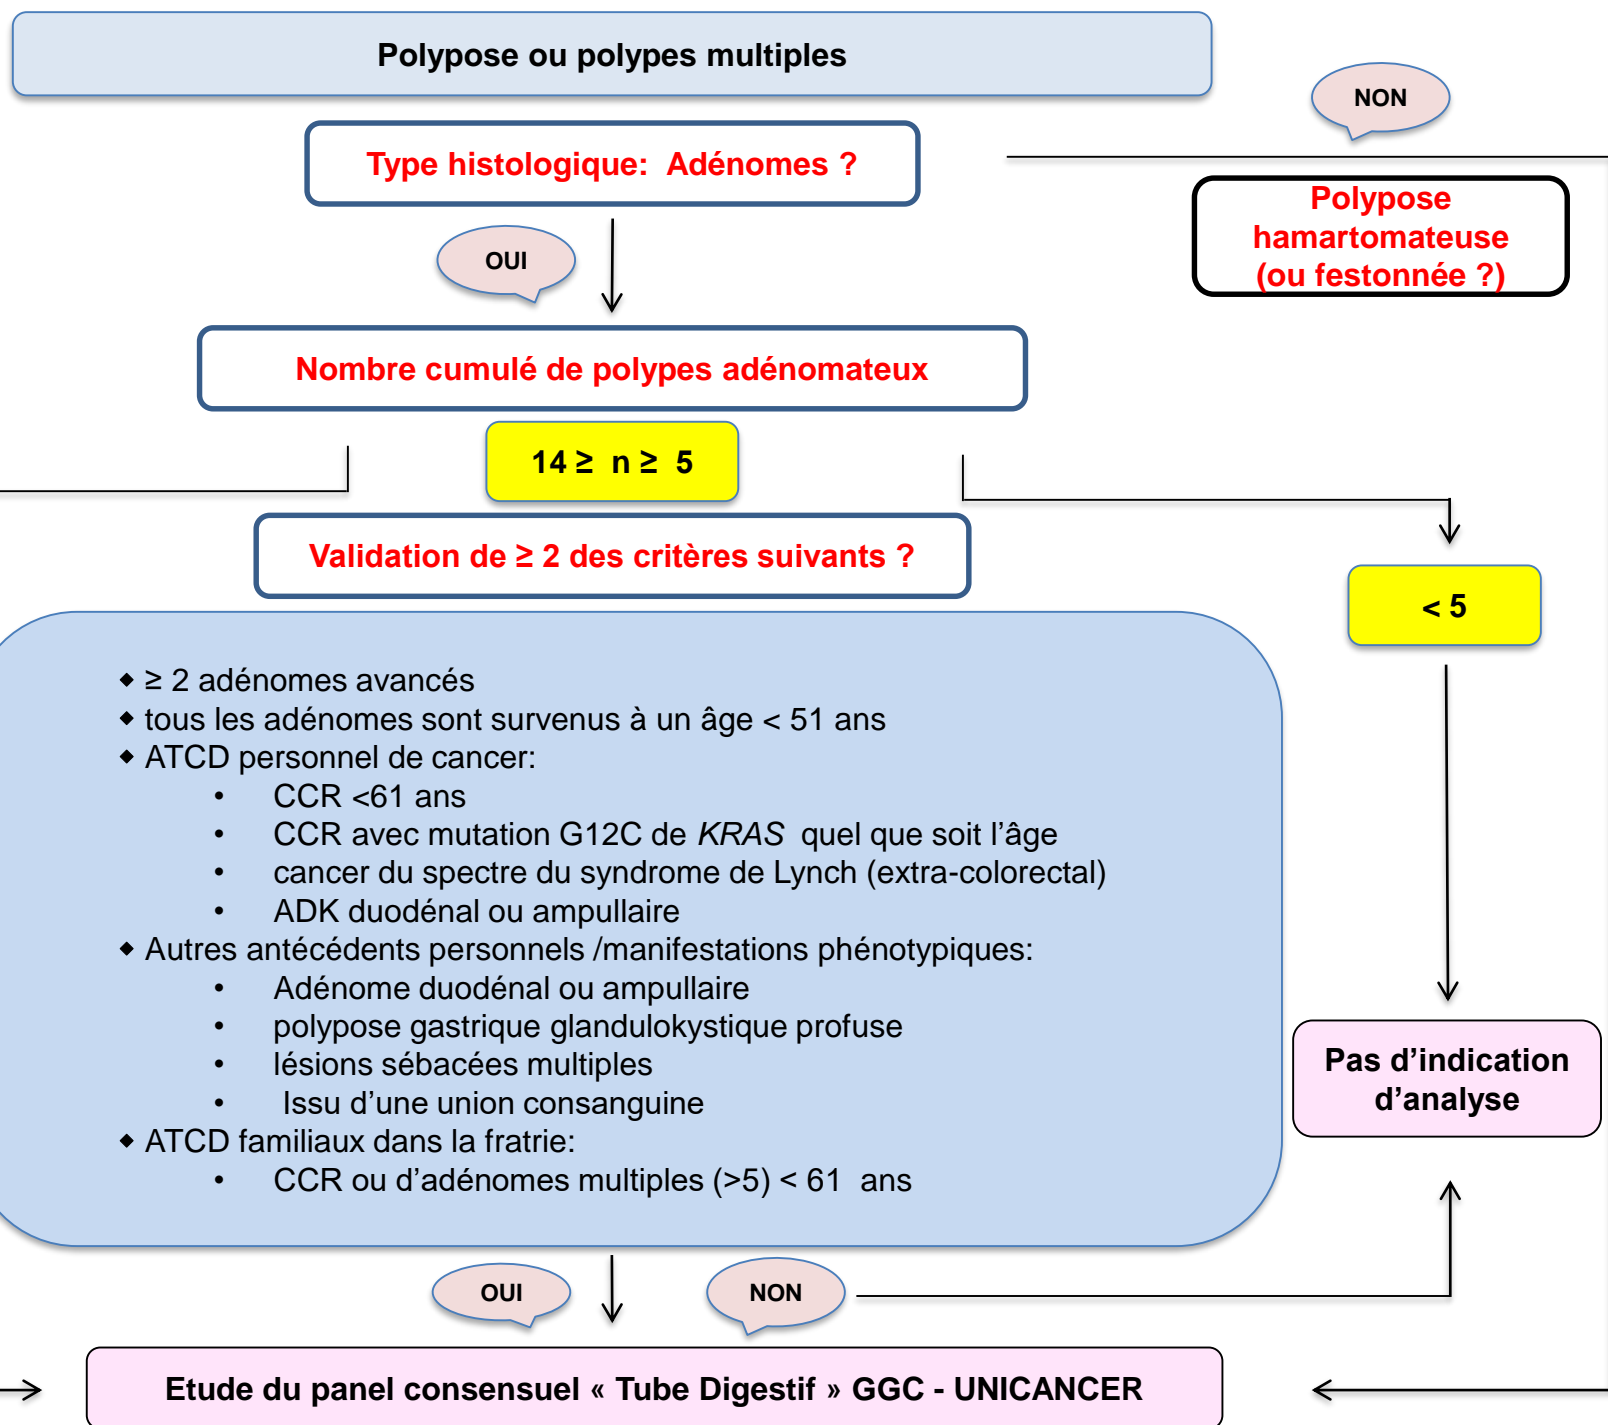 Polypose ou polypes multiples
NON
Type histologique: Adénomes ?
Polypose
hamartomateuse
(ou festonnée ?)
OUI
Nombre cumulé de polypes adénomateux
14 ≥ n ≥ 5
Validation de ≥ 2 des critères suivants ?
< 5
◆ ≥ 2 adénomes avancés
◆ tous les adénomes sont survenus à un âge < 51 ans
◆ ATCD personnel de cancer:
• CCR <61 ans
• CCR avec mutation G12C de KRAS quel que soit l’âge
• cancer du spectre du syndrome de Lynch (extra-colorectal)
• ADK duodénal ou ampullaire
◆ Autres antécédents personnels /manifestations phénotypiques:
• Adénome duodénal ou ampullaire
• polypose gastrique glandulokystique profuse
• lésions sébacées multiples
• Issu d’une union consanguine
◆ ATCD familiaux dans la fratrie:
• CCR ou d’adénomes multiples (>5) < 61 ans
Pas d’indication
d’analyse
OUI
NON
Etude du panel consensuel « Tube Digestif » GGC - UNICANCER